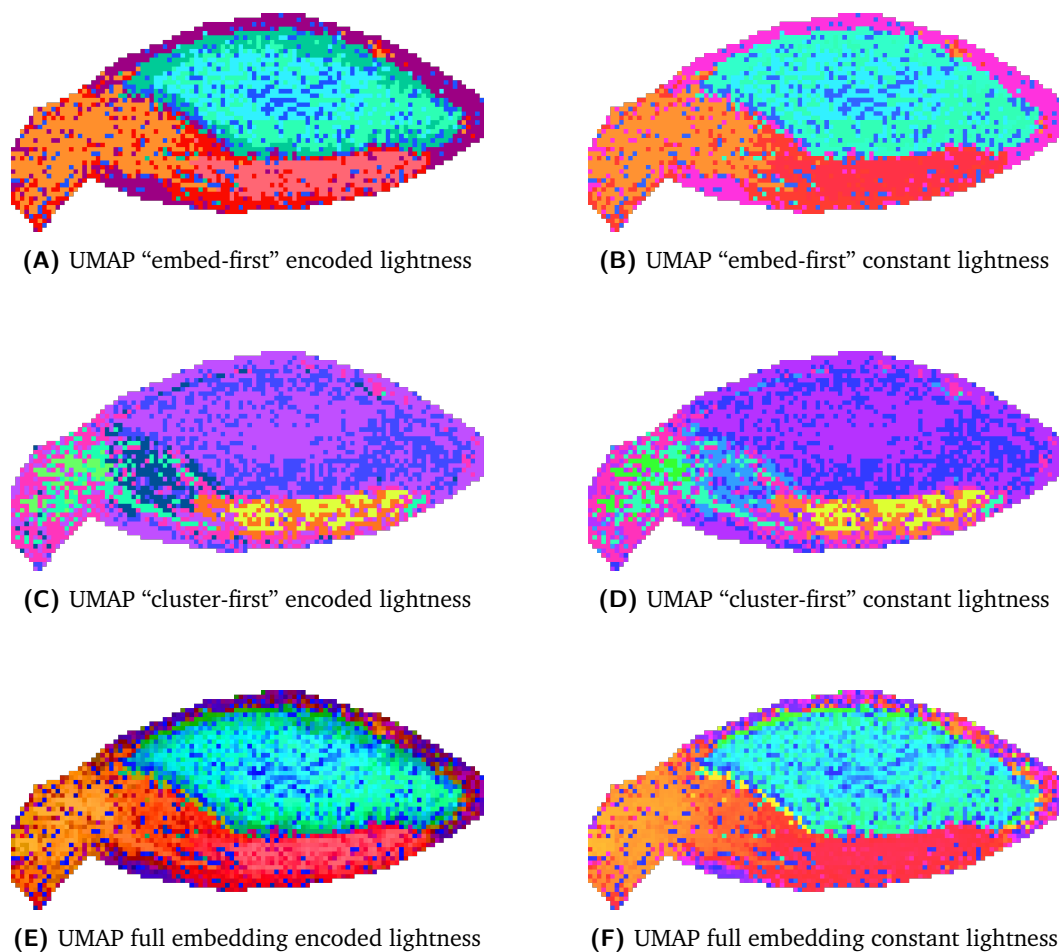 (A) UMAP “embed-first” encoded lightness
(B) UMAP “embed-first” constant lightness
(C) UMAP “cluster-first” encoded lightness
(D) UMAP “cluster-first” constant lightness
(E) UMAP full embedding encoded lightness
(F) UMAP full embedding constant lightness